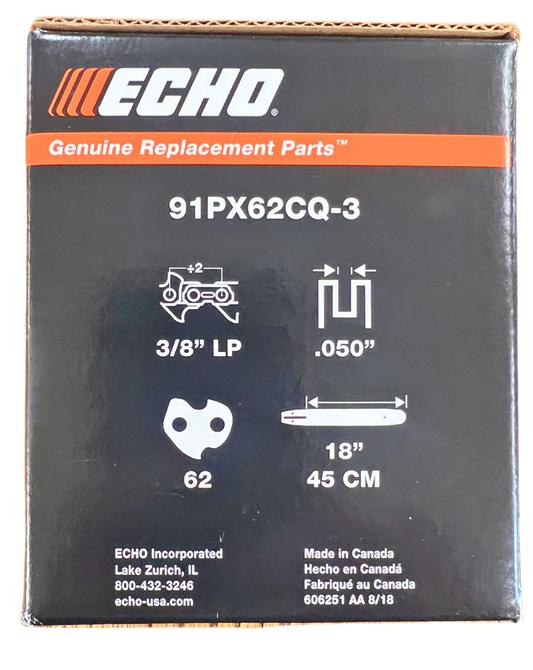 ECHO®
Genuine Replacement Parts™
91PX62CQ-3
÷2
3/8” LP
.050”
62
18”
45 CM
ECHO Incorporated
Lake Zurich, IL
800-432-3246
echo-usa.com
Made in Canada
Hecho en Canadá
Fabriqué au Canada
606251 AA 8/18